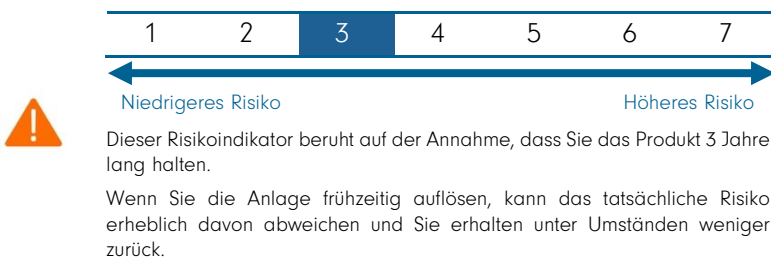 1 2 3 4 5 6 7
Niedrigeres Risiko Höheres Risiko
Dieser Risikoindikator beruht auf der Annahme, dass Sie das Produkt 3 Jahre
lang halten.
Wenn Sie die Anlage frühzeitig auflösen, kann das tatsächliche Risiko
erheblich davon abweichen und Sie erhalten unter Umständen weniger
zurück.